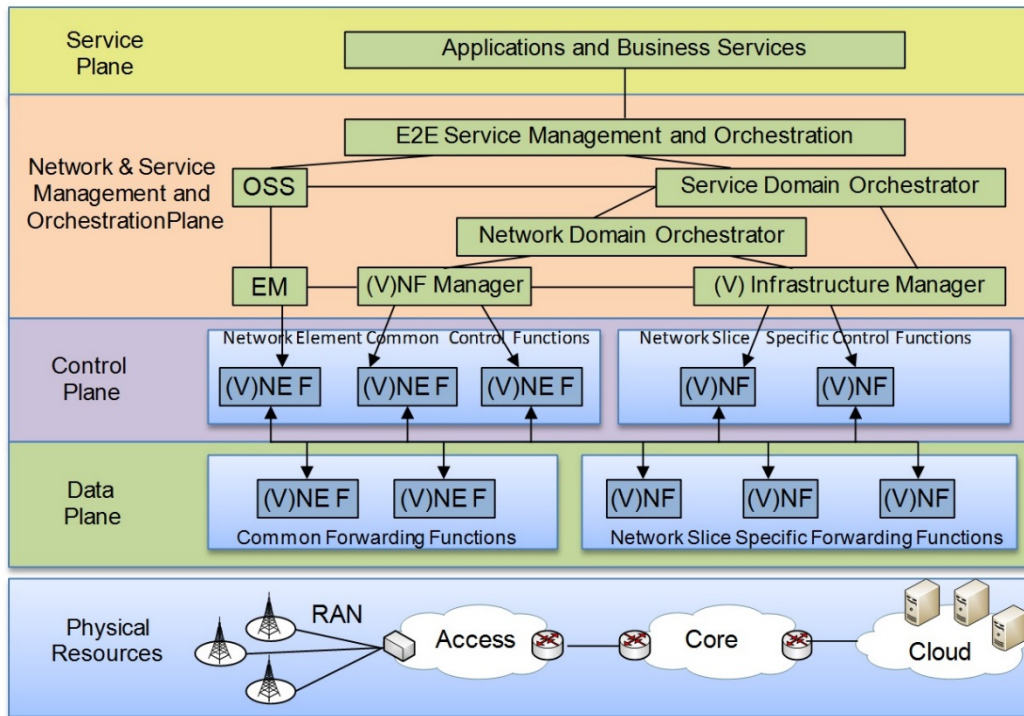 Service
Plane
Applications and Business Services
Network & Service
Management and
OrchestrationPlane
E2E Service Management and Orchestration
OSS
Service Domain Orchestrator
Network Domain Orchestrator
EM
(V)NF Manager
(V) Infrastructure Manager
Control
Plane
Network Element Common Control Functions
Network Slice Specific Control Functions
(V)NE F
(V)NE F
(V)NE F
(V)NF
(V)NF
Data
Plane
(V)NE F
(V)NE F
(V)NF
(V)NF
(V)NF
Common Forwarding Functions
Network Slice Specific Forwarding Functions
Physical
Resources
RAN
Access
Core
Cloud